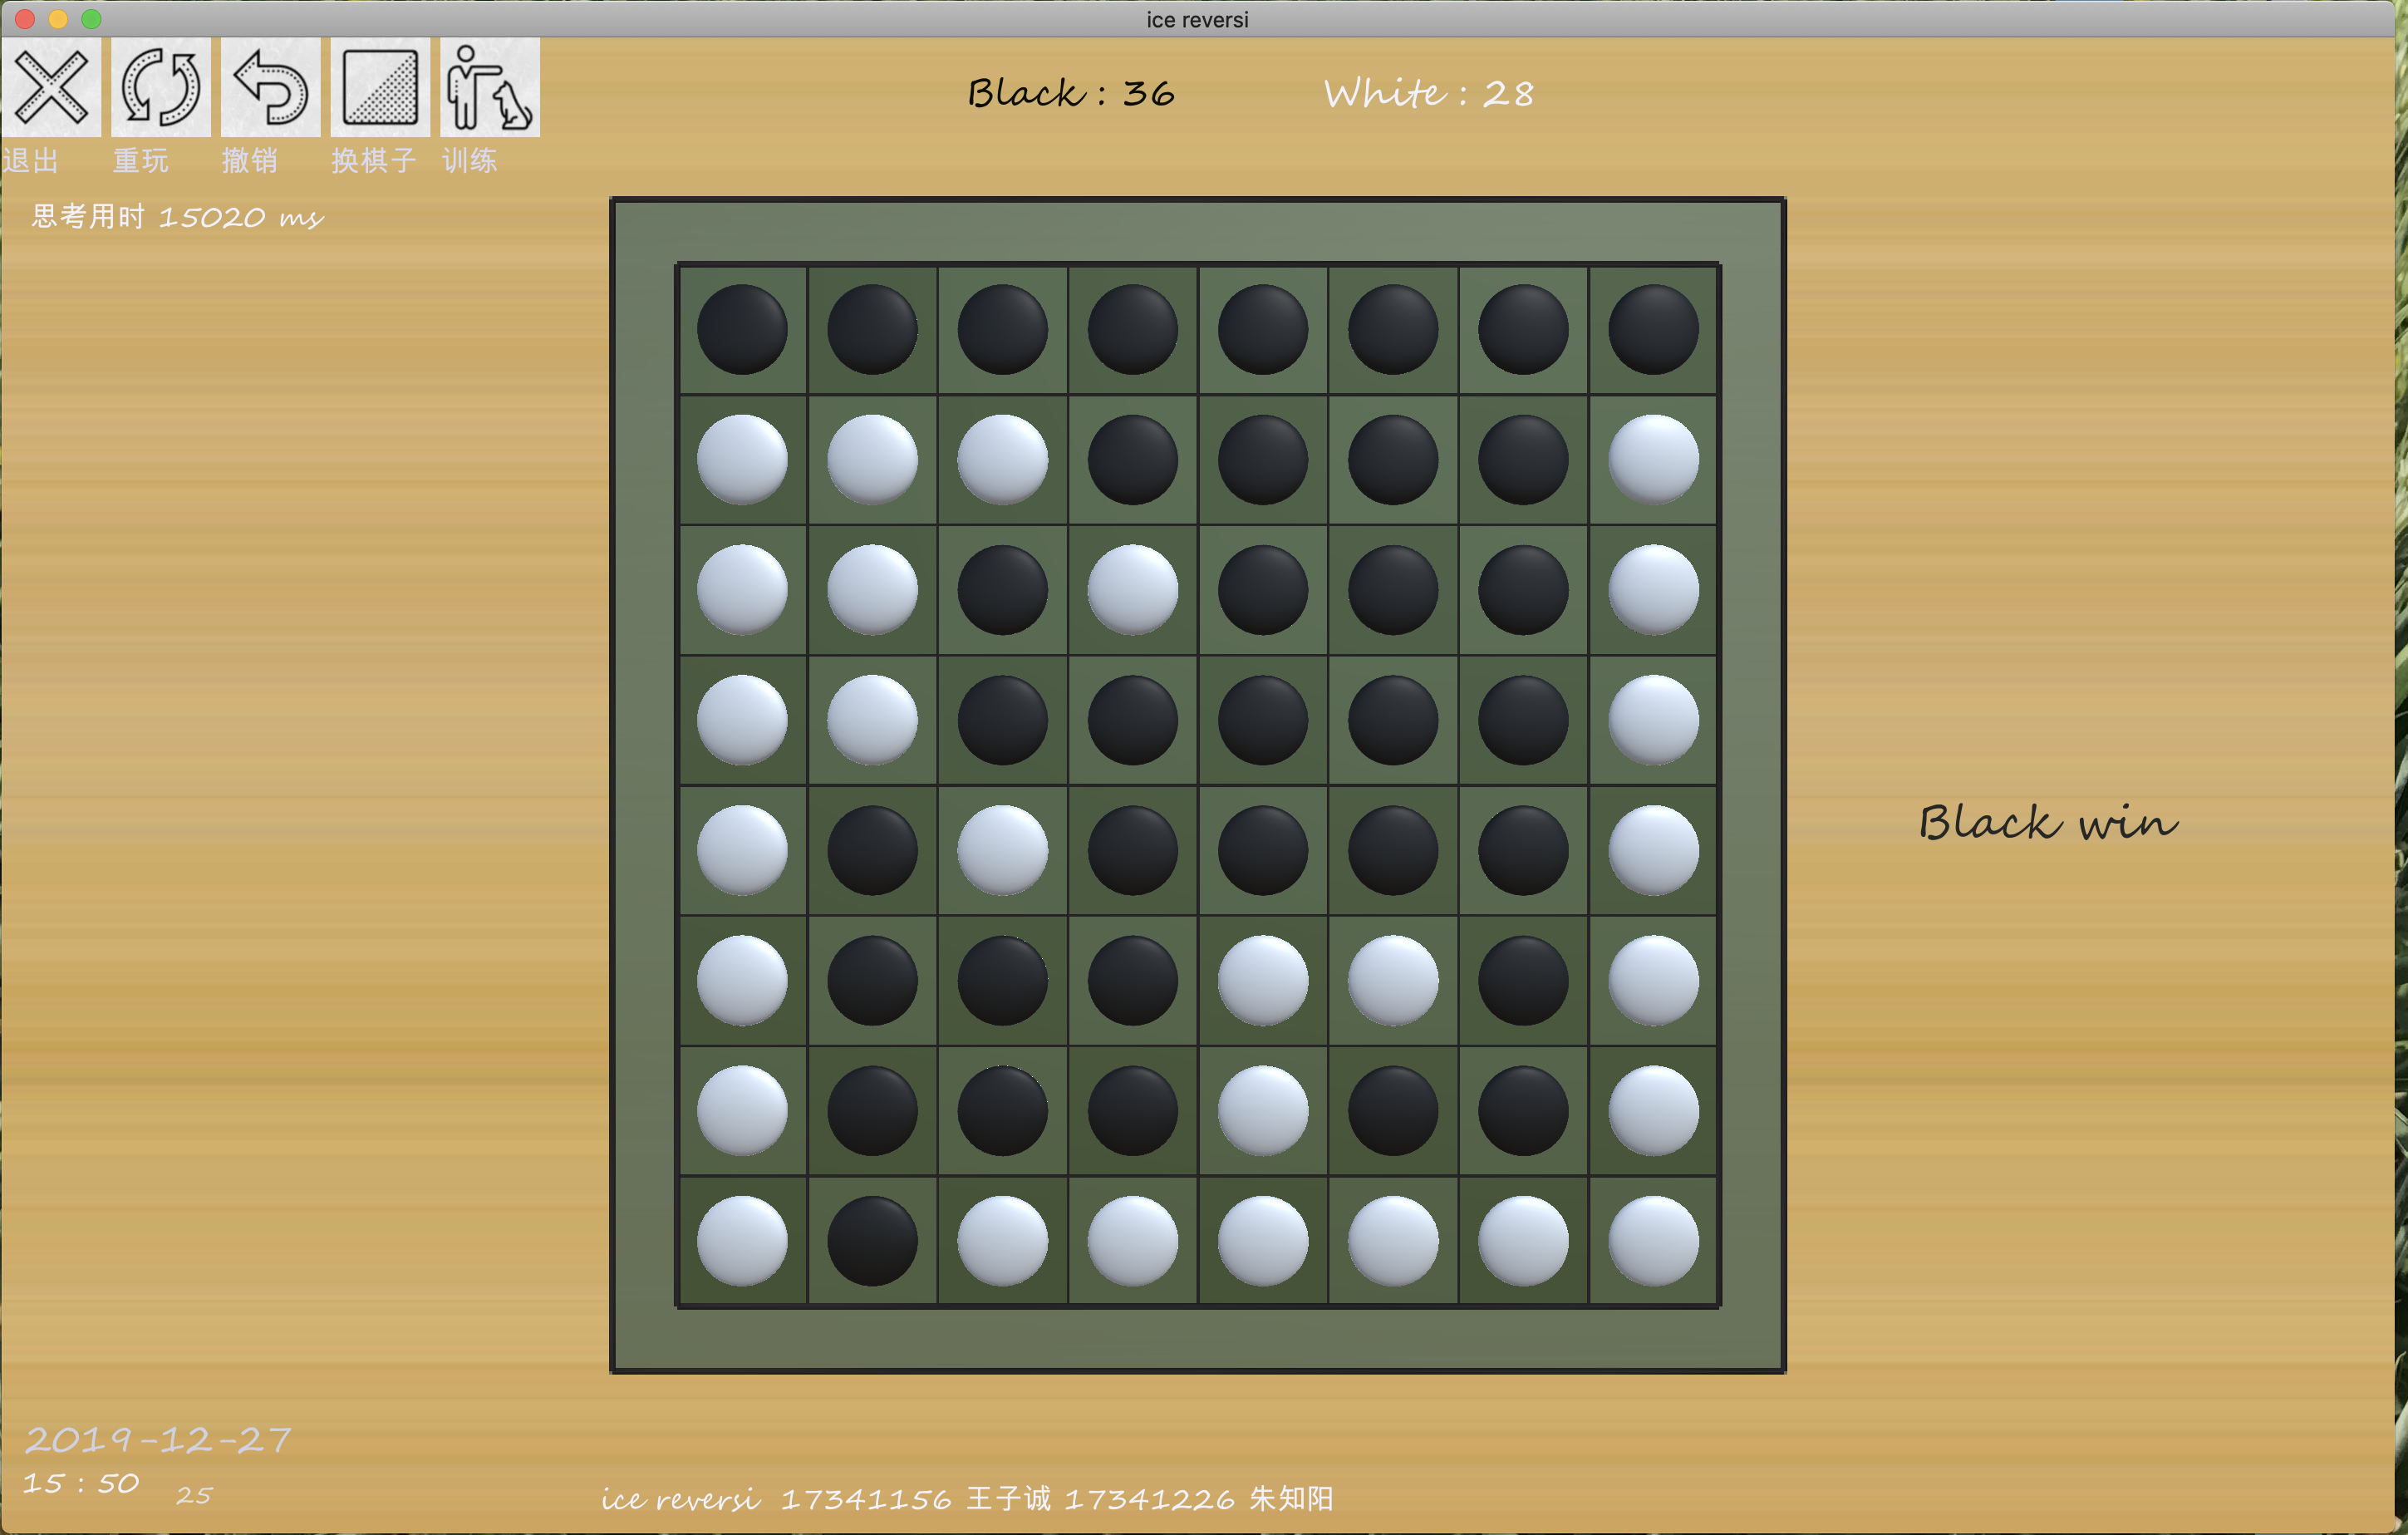 ice reversi
Black : 36 White : 28
退出 重玩 撤销 换棋子 训练
思考用时 15020 ms
Black win
2019-12-27
15 : 50 25
ice reversi 17341156 王子诚 17341226 朱知阳